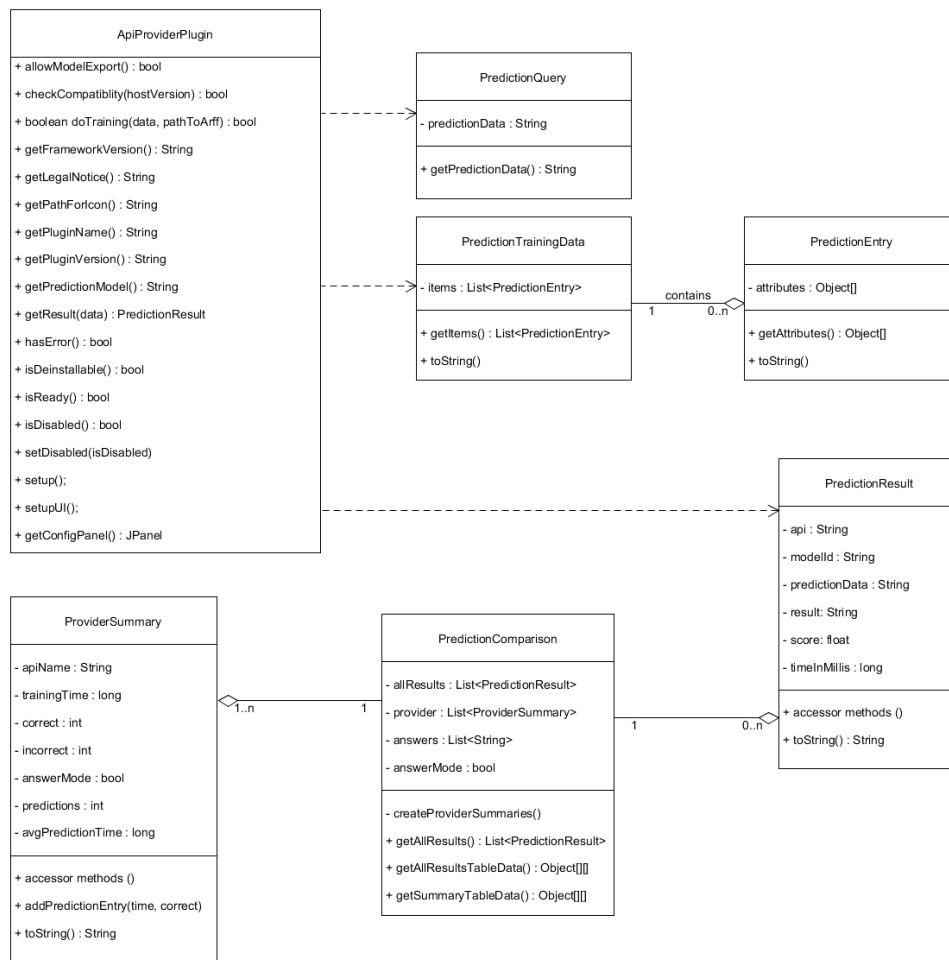 ApiProviderPlugin
+ allowModelExport() : bool
+ checkCompatiblity(hostVersion) : bool
+ boolean doTraining(data, pathToArff) : bool
+ getFrameworkVersion() : String
+ getLegalNotice() : String
+ getPathForIcon() : String
+ getPluginName() : String
+ getPluginVersion() : String
+ getPredictionModel() : String
+ getResult(data) : PredictionResult
+ hasError() : bool
+ isDeinstallable() : bool
+ isReady() : bool
+ isDisabled() : bool
+ setDisabled(isDisabled)
+ setup();
+ setupUI();
+ getConfigPanel() : JPanel
PredictionQuery
- predictionData : String
+ getPredictionData() : String
PredictionTrainingData
- items : List<PredictionEntry>
+ getItems() : List<PredictionEntry>
+ toString()
contains
1
0..n
PredictionEntry
- attributes : Object[]
+ getAttributes() : Object[]
+ toString()
PredictionResult
- api : String
- modelId : String
- predictionData : String
- result: String
- score: float
- timeInMillis : long
+ accessor methods ()
+ toString() : String
ProviderSummary
- apiName : String
- trainingTime : long
- correct : int
- incorrect : int
- answerMode : bool
- predictions : int
- avgPredictionTime : long
+ accessor methods ()
+ addPredictionEntry(time, correct)
+ toString() : String
1..n
1
PredictionComparison
- allResults : List<PredictionResult>
- provider : List<ProviderSummary>
- answers : List<String>
- answerMode : bool
- createProviderSummaries()
+ getAllResults() : List<PredictionResult>
+ getAllResultsTableData() : Object[][]
+ getSummaryTableData() : Object[][]
1
0..n